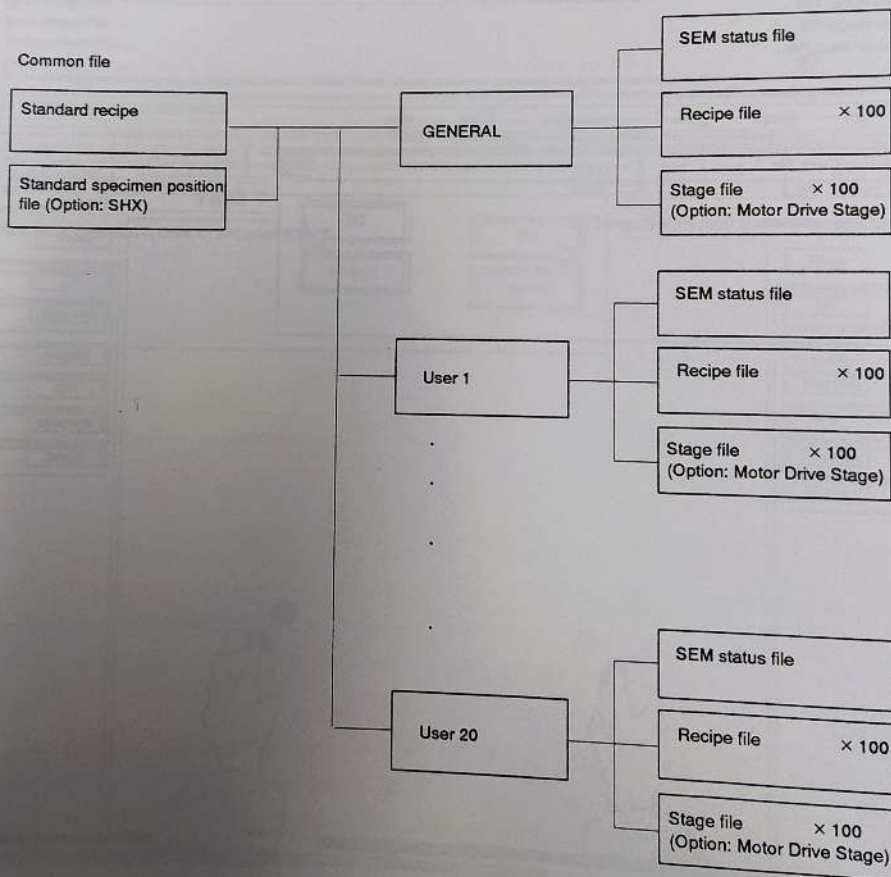 Common file
Standard recipe
Standard specimen position
file (Option: SHX)
GENERAL
SEM status file
Recipe file × 100
Stage file × 100
(Option: Motor Drive Stage)
User 1
SEM status file
Recipe file × 100
Stage file × 100
(Option: Motor Drive Stage)
User 20
SEM status file
Recipe file × 100
Stage file × 100
(Option: Motor Drive Stage)